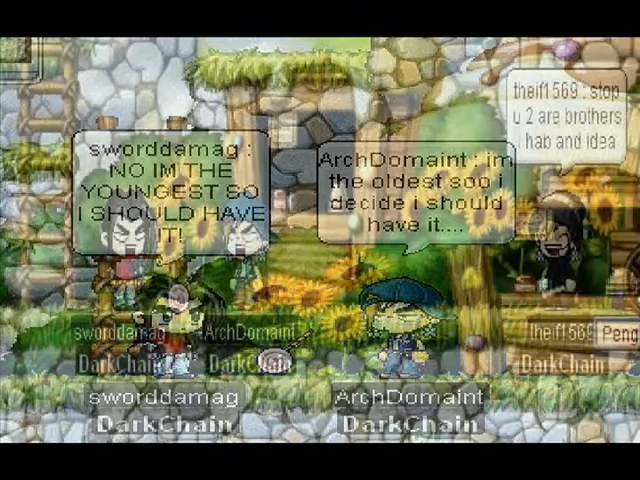 sworddamag :
NO IM THE
YOUNGEST SO
I SHOULD HAVE
IT!
ArchDomaint : im
the oldest soo i
decide i should
have it....
theif1569 : stop
u 2 are brothers
i hab and idea
sworddamag
DarkChain
ArchDomaint
DarkChain
theif1569
DarkChain
Peng
sworddamag
DarkChain
ArchDomaint
DarkChain